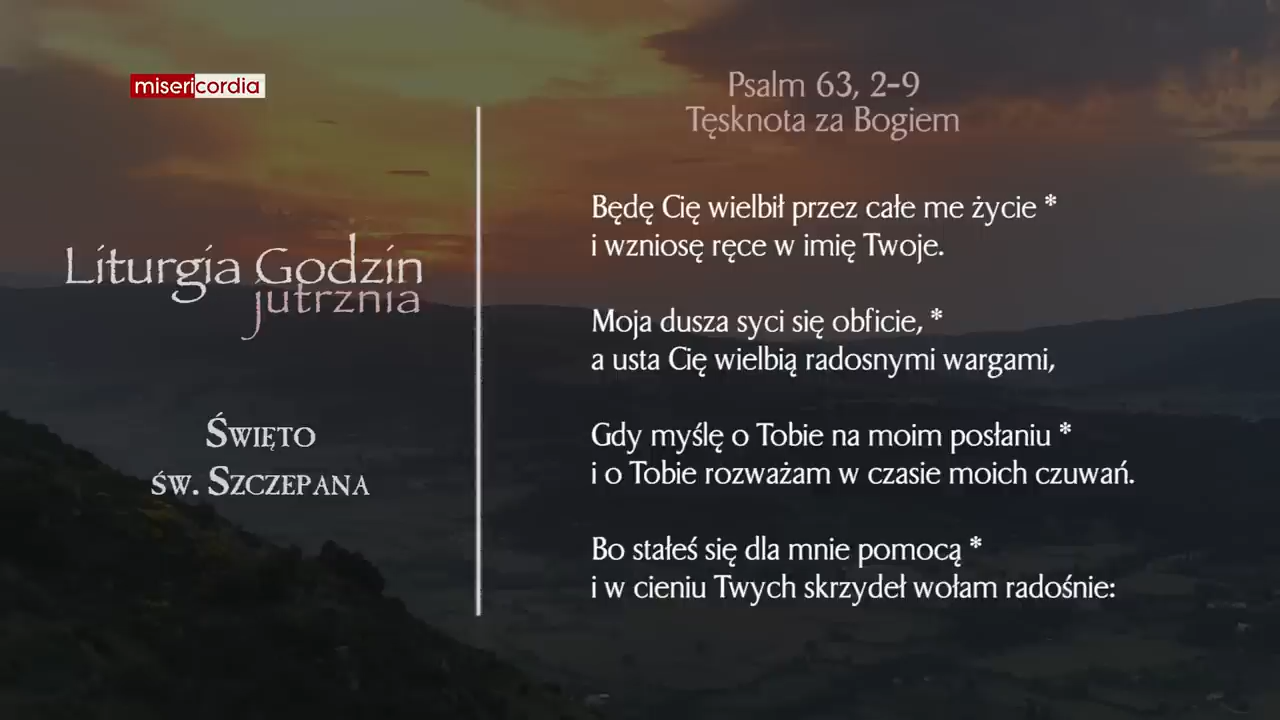 misericordia
Liturgia Godzin
jutrznia
Święto
św. Szczepana
Psalm 63, 2-9
Tęsknota za Bogiem
Będę Cię wielbił przez całe me życie *
i wzniosę ręce w imię Twoje.
Moja dusza syci się obficie, *
a usta Cię wielbią radosnymi wargami,
Gdy myślę o Tobie na moim posłaniu *
i o Tobie rozważam w czasie moich czuwań.
Bo stałeś się dla mnie pomocą *
i w cieniu Twych skrzydeł wołam radośnie: